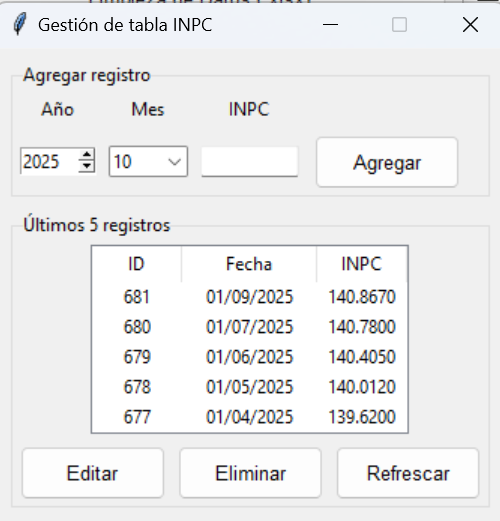 Gestión de tabla INPC
Agregar registro
Año Mes INPC
2025 10 Agregar
Últimos 5 registros
ID Fecha INPC
681 01/09/2025 140.8670
680 01/07/2025 140.7800
679 01/06/2025 140.4050
678 01/05/2025 140.0120
677 01/04/2025 139.6200
Editar Eliminar Refrescar